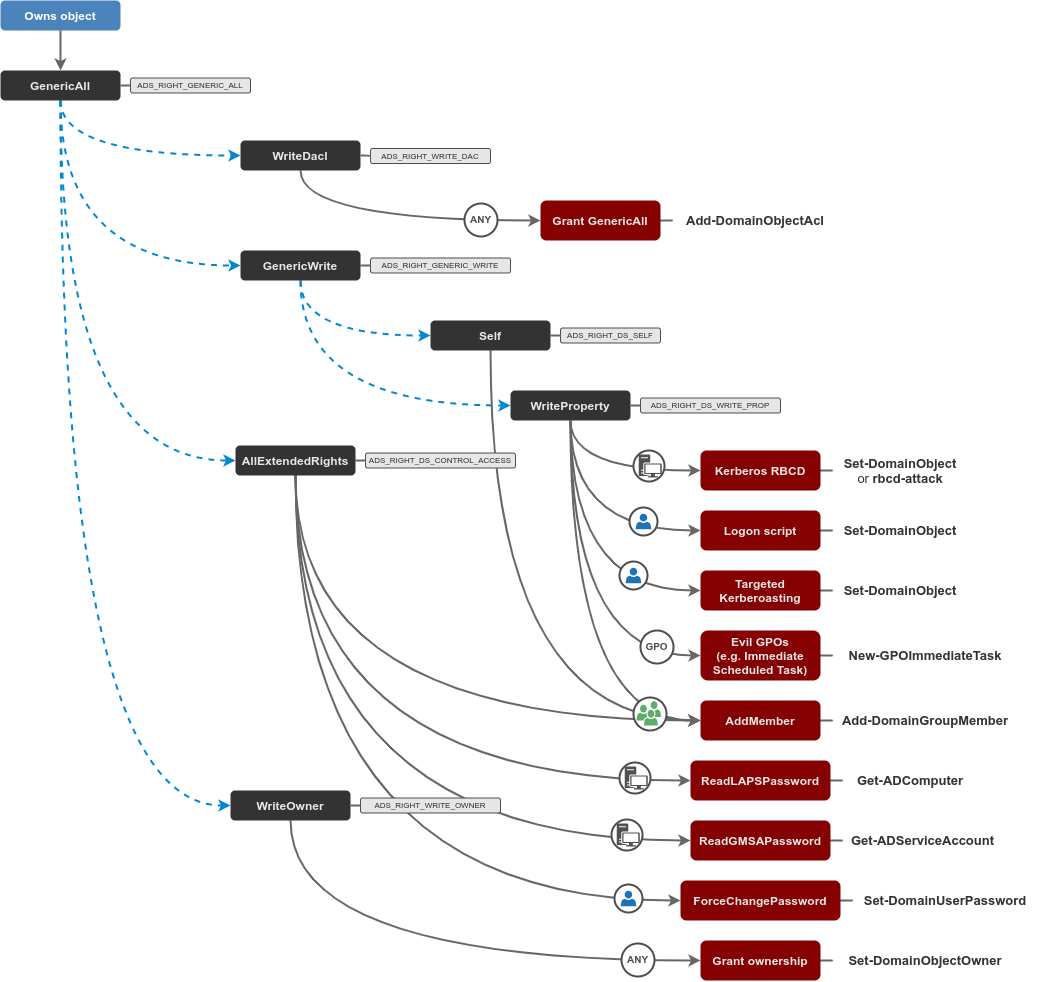 Owns object
GenericAll
ADS_RIGHT_GENERIC_ALL
WriteDacl
ADS_RIGHT_WRITE_DAC
ANY
Grant GenericAll
Add-DomainObjectAcl
GenericWrite
ADS_RIGHT_GENERIC_WRITE
Self
ADS_RIGHT_DS_SELF
WriteProperty
ADS_RIGHT_DS_WRITE_PROP
AllExtendedRights
ADS_RIGHT_DS_CONTROL_ACCESS
Kerberos RBCD
Set-DomainObject
or rbcd-attack
Logon script
Set-DomainObject
Targeted
Kerberoasting
Set-DomainObject
GPO
Evil GPOs
(e.g. Immediate
Scheduled Task)
New-GPOImmediateTask
AddMember
Add-DomainGroupMember
ReadLAPSPassword
Get-ADComputer
WriteOwner
ADS_RIGHT_WRITE_OWNER
ReadGMSAPassword
Get-ADServiceAccount
ForceChangePassword
Set-DomainUserPassword
ANY
Grant ownership
Set-DomainObjectOwner